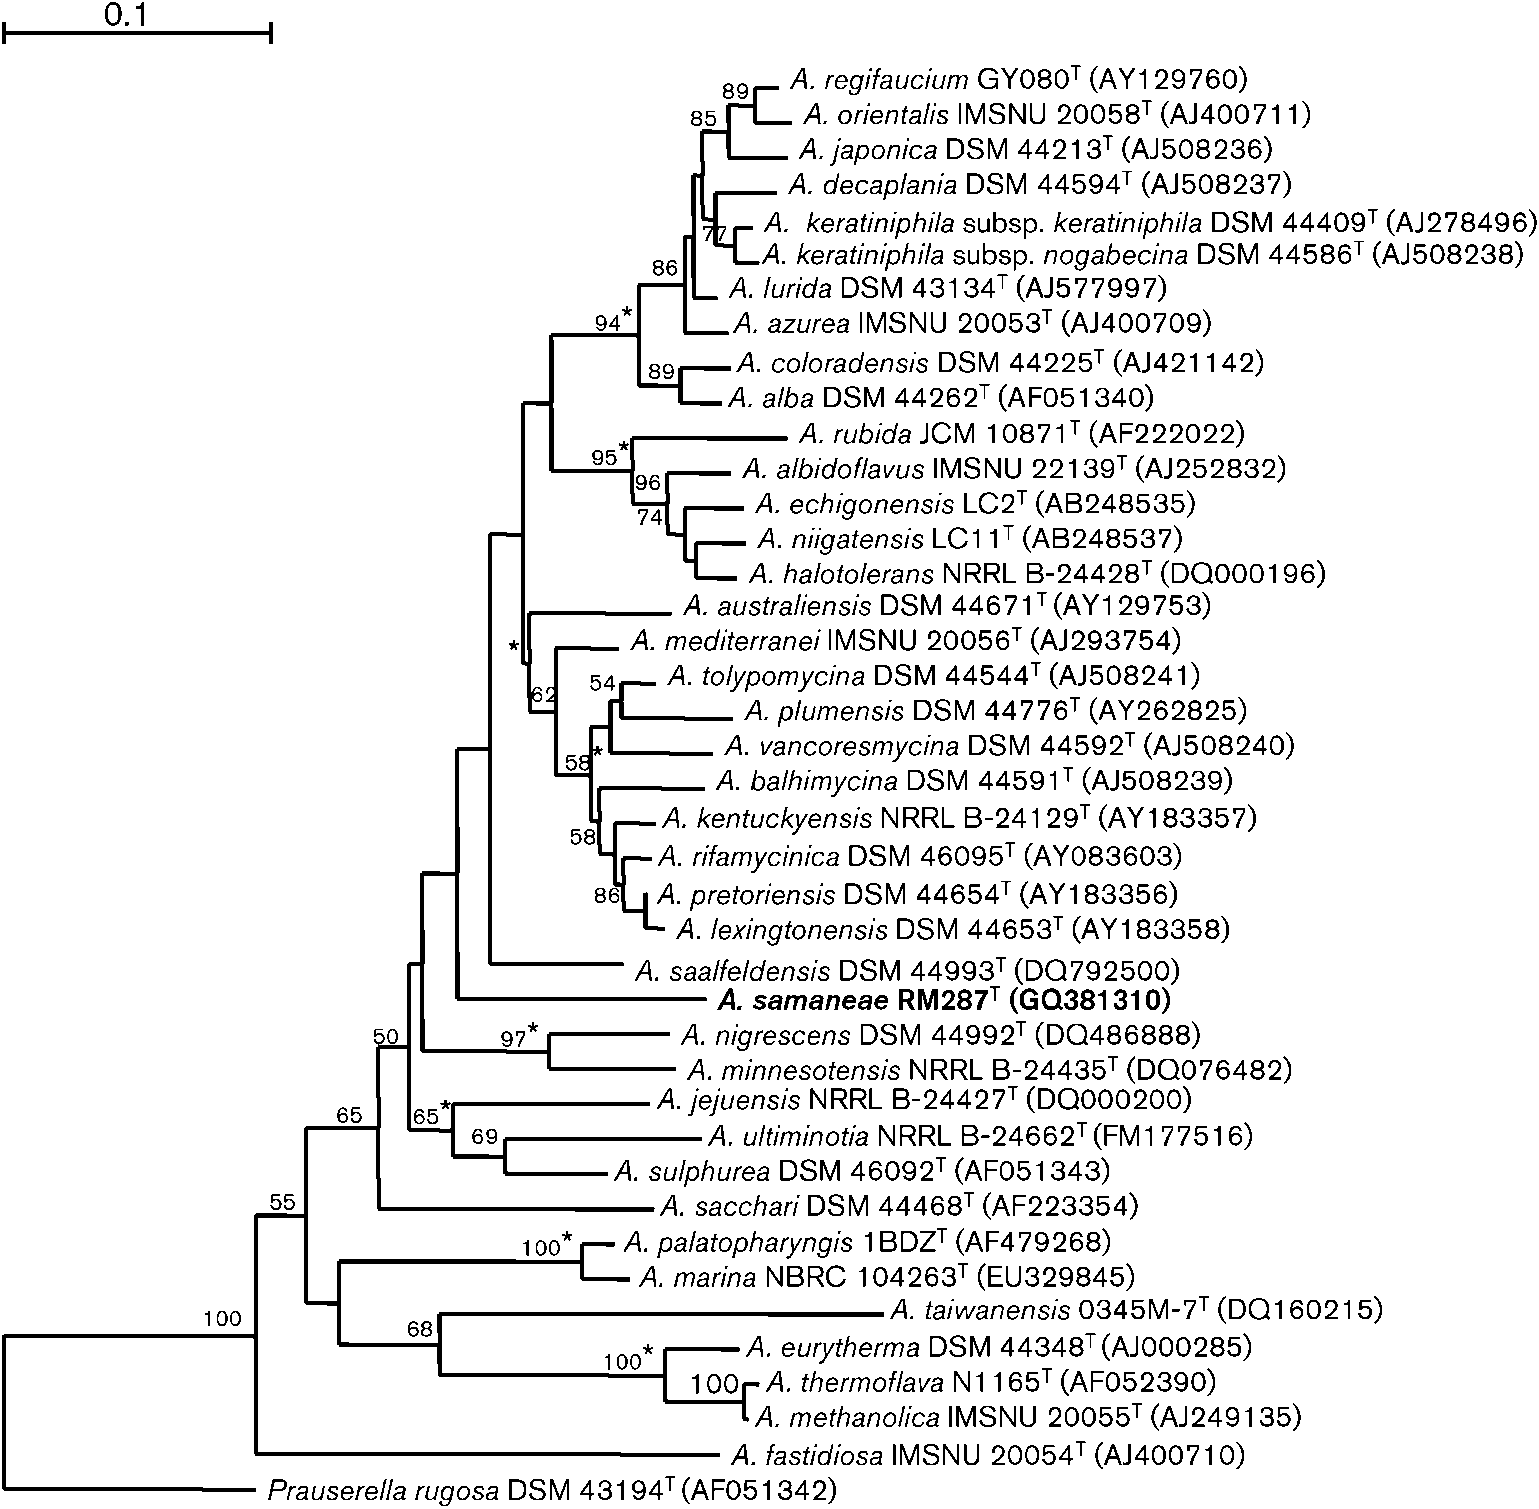 0.1
89 A. regifaucium GY080ᵀ (AY129760)
85 A. orientalis IMSNU 20058ᵀ (AJ400711)
A. japonica DSM 44213ᵀ (AJ508236)
A. decaplania DSM 44594ᵀ (AJ508237)
77 A. keratiniphila subsp. keratiniphila DSM 44409ᵀ (AJ278496)
A. keratiniphila subsp. nogabecina DSM 44586ᵀ (AJ508238)
86 A. lurida DSM 43134ᵀ (AJ577997)
94* A. azurea IMSNU 20053ᵀ (AJ400709)
89 A. coloradensis DSM 44225ᵀ (AJ421142)
A. alba DSM 44262ᵀ (AF051340)
A. rubida JCM 10871ᵀ (AF222022)
95* A. albidoflavus IMSNU 22139ᵀ (AJ252832)
96 A. echigonensis LC2ᵀ (AB248535)
74 A. niigatensis LC11ᵀ (AB248537)
A. halotolerans NRRL B-24428ᵀ (DQ000196)
A. australiensis DSM 44671ᵀ (AY129753)
* A. mediterranei IMSNU 20056ᵀ (AJ293754)
62 54 A. tolypomycina DSM 44544ᵀ (AJ508241)
A. plumensis DSM 44776ᵀ (AY262825)
58* A. vancoresmycina DSM 44592ᵀ (AJ508240)
A. balhimycina DSM 44591ᵀ (AJ508239)
58 A. kentuckyensis NRRL B-24129ᵀ (AY183357)
A. rifamycinica DSM 46095ᵀ (AY083603)
86 A. pretoriensis DSM 44654ᵀ (AY183356)
A. lexingtonensis DSM 44653ᵀ (AY183358)
A. saalfeldensis DSM 44993ᵀ (DQ792500)
A. samaneae RM287ᵀ (GQ381310)
50 97* A. nigrescens DSM 44992ᵀ (DQ486888)
A. minnesotensis NRRL B-24435ᵀ (DQ076482)
65 65* A. jejuensis NRRL B-24427ᵀ (DQ000200)
69 A. ultiminotia NRRL B-24662ᵀ (FM177516)
A. sulphurea DSM 46092ᵀ (AF051343)
55 A. sacchari DSM 44468ᵀ (AF223354)
100* A. palatopharyngis 1BDZᵀ (AF479268)
A. marina NBRC 104263ᵀ (EU329845)
100 68 A. taiwanensis 0345M-7ᵀ (DQ160215)
100* A. eurytherma DSM 44348ᵀ (AJ000285)
100 A. thermoflava N1165ᵀ (AF052390)
A. methanolica IMSNU 20055ᵀ (AJ249135)
A. fastidiosa IMSNU 20054ᵀ (AJ400710)
Prauserella rugosa DSM 43194ᵀ (AF051342)